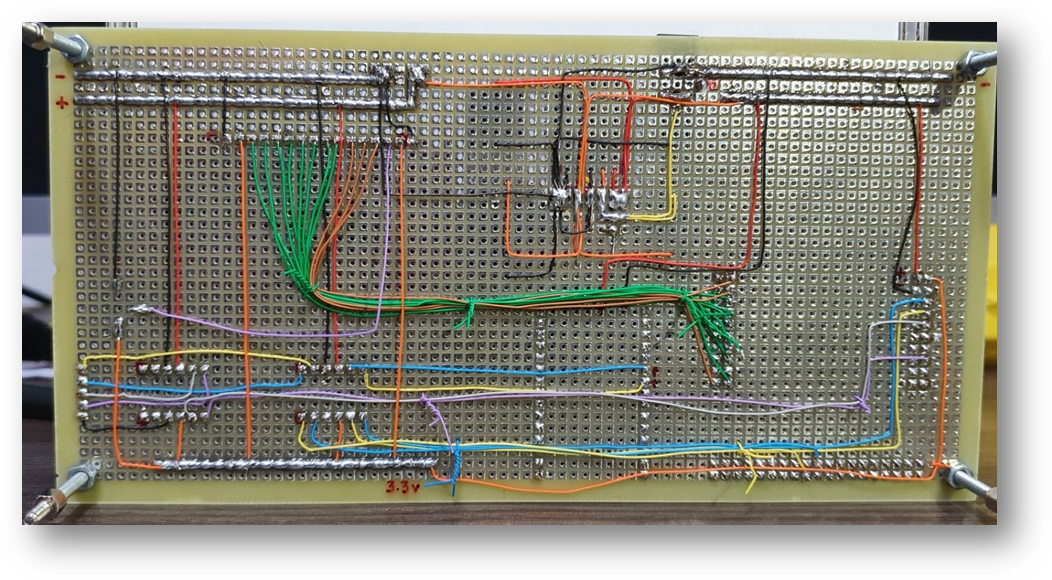 -
+
-
3.3v